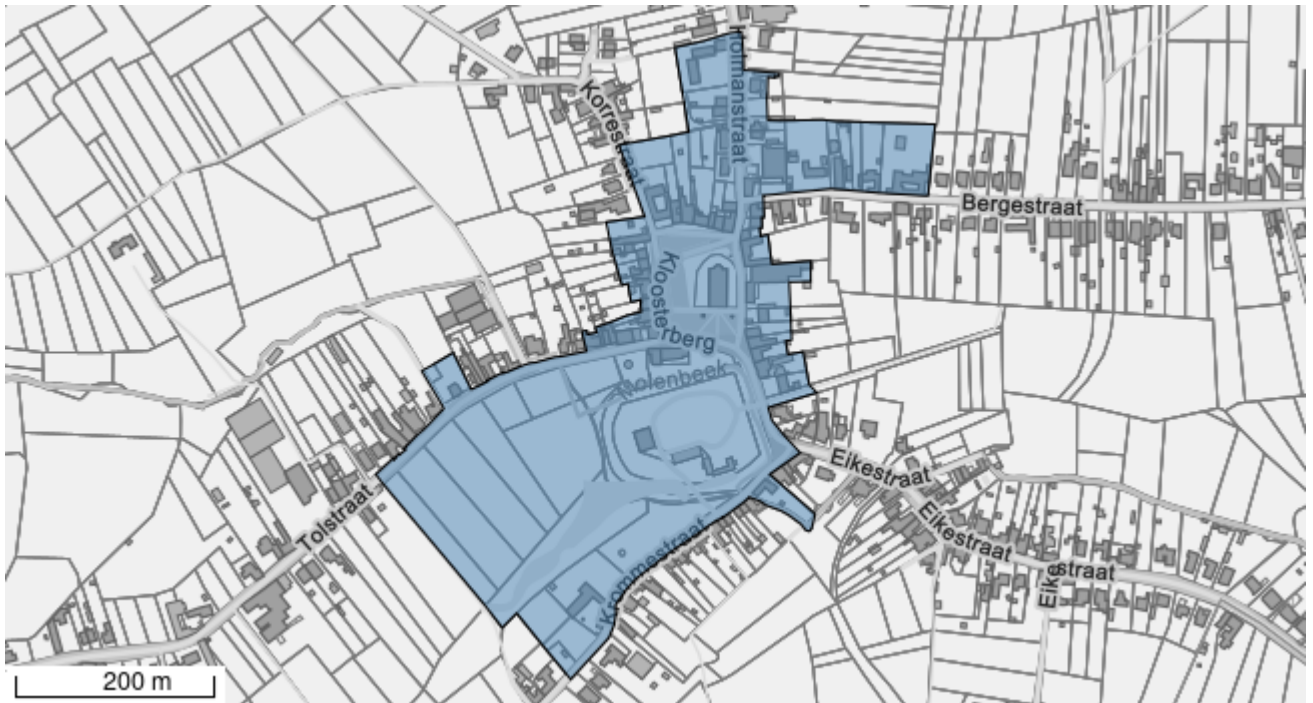 Korrestraat
Bergestraat
Kloosterberg
Molenbeek
Eikestraat
Eikestraat
Eikestraat
Tolstraat
Krommestraat
200 m